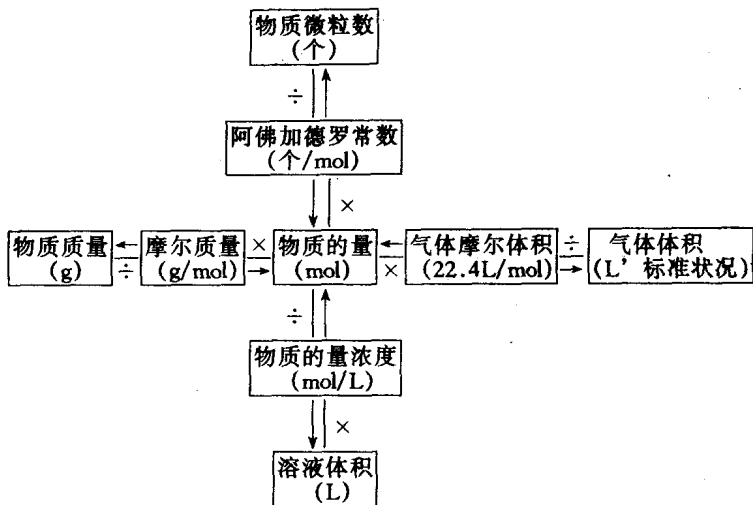 物质微粒数
(个)
÷
阿佛加德罗常数
(个/mol)
×
物质质量
(g)
÷
摩尔质量
(g/mol)
×
物质的量
(mol)
×
气体摩尔体积
(22.4L/mol)
÷
气体体积
(L'标准状况)
÷
物质的量浓度
(mol/L)
×
溶液体积
(L)